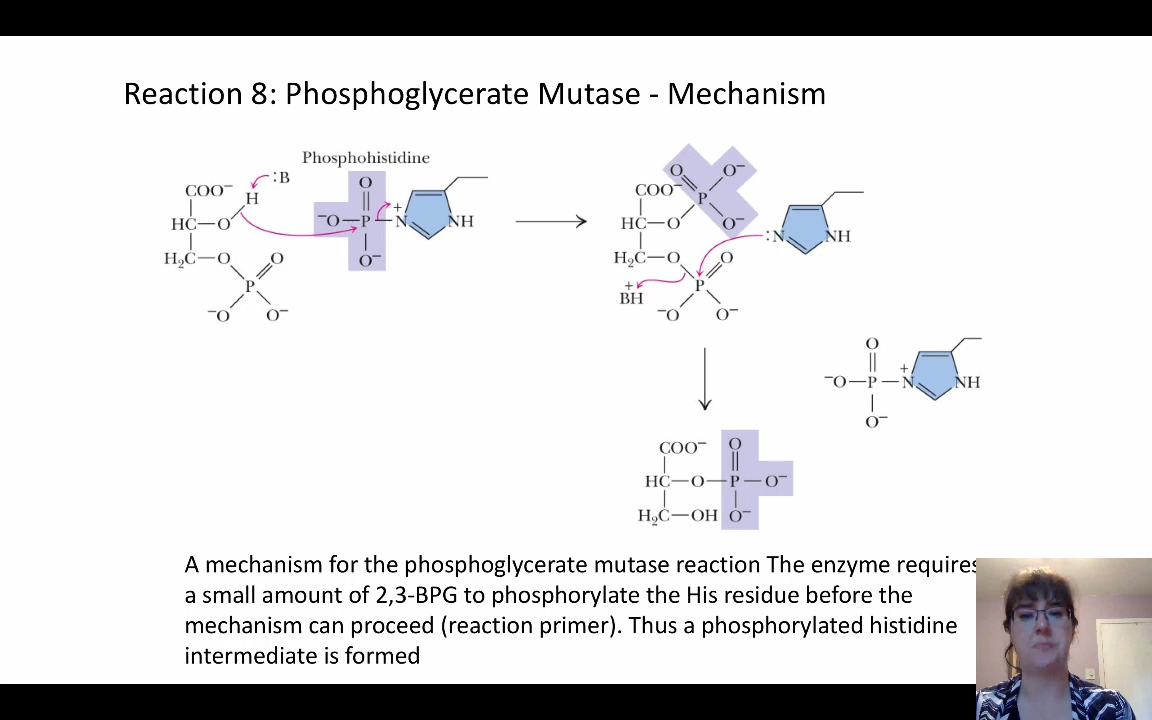 Reaction 8: Phosphoglycerate Mutase - Mechanism
Phosphohistidine
:B
COO⁻
H
O
HC—O
⁻O—P—N
+
NH
O⁻
H₂C—O
O
P
⁻O
O⁻
O
O⁻
COO⁻
P
HC—O
O⁻
:N
NH
H₂C—O
O
+
BH
P
⁻O
O⁻
O
+
⁻O—P—N
NH
O⁻
COO⁻
O
HC—O—P—O⁻
H₂C—OH
O⁻
A mechanism for the phosphoglycerate mutase reaction The enzyme requires
a small amount of 2,3-BPG to phosphorylate the His residue before the
mechanism can proceed (reaction primer). Thus a phosphorylated histidine
intermediate is formed